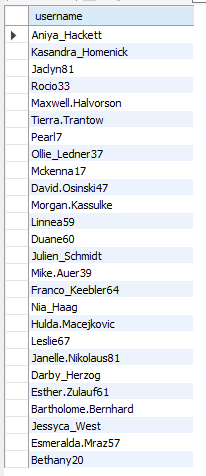 username
Aniya_Hackett
Kasandra_Homenick
Jaclyn81
Rocio33
Maxwell.Halvorson
Tierra.Trantow
Pearl7
Ollie_Ledner37
Mckenna17
David.Osinski47
Morgan.Kassulke
Linnea59
Duane60
Julien_Schmidt
Mike.Auer39
Franco_Keebler64
Nia_Haag
Hulda.Macejkovic
Leslie67
Janelle.Nikolaus81
Darby_Herzog
Esther.Zulauf61
Bartholome.Bernhard
Jessyca_West
Esmeralda.Mraz57
Bethany20